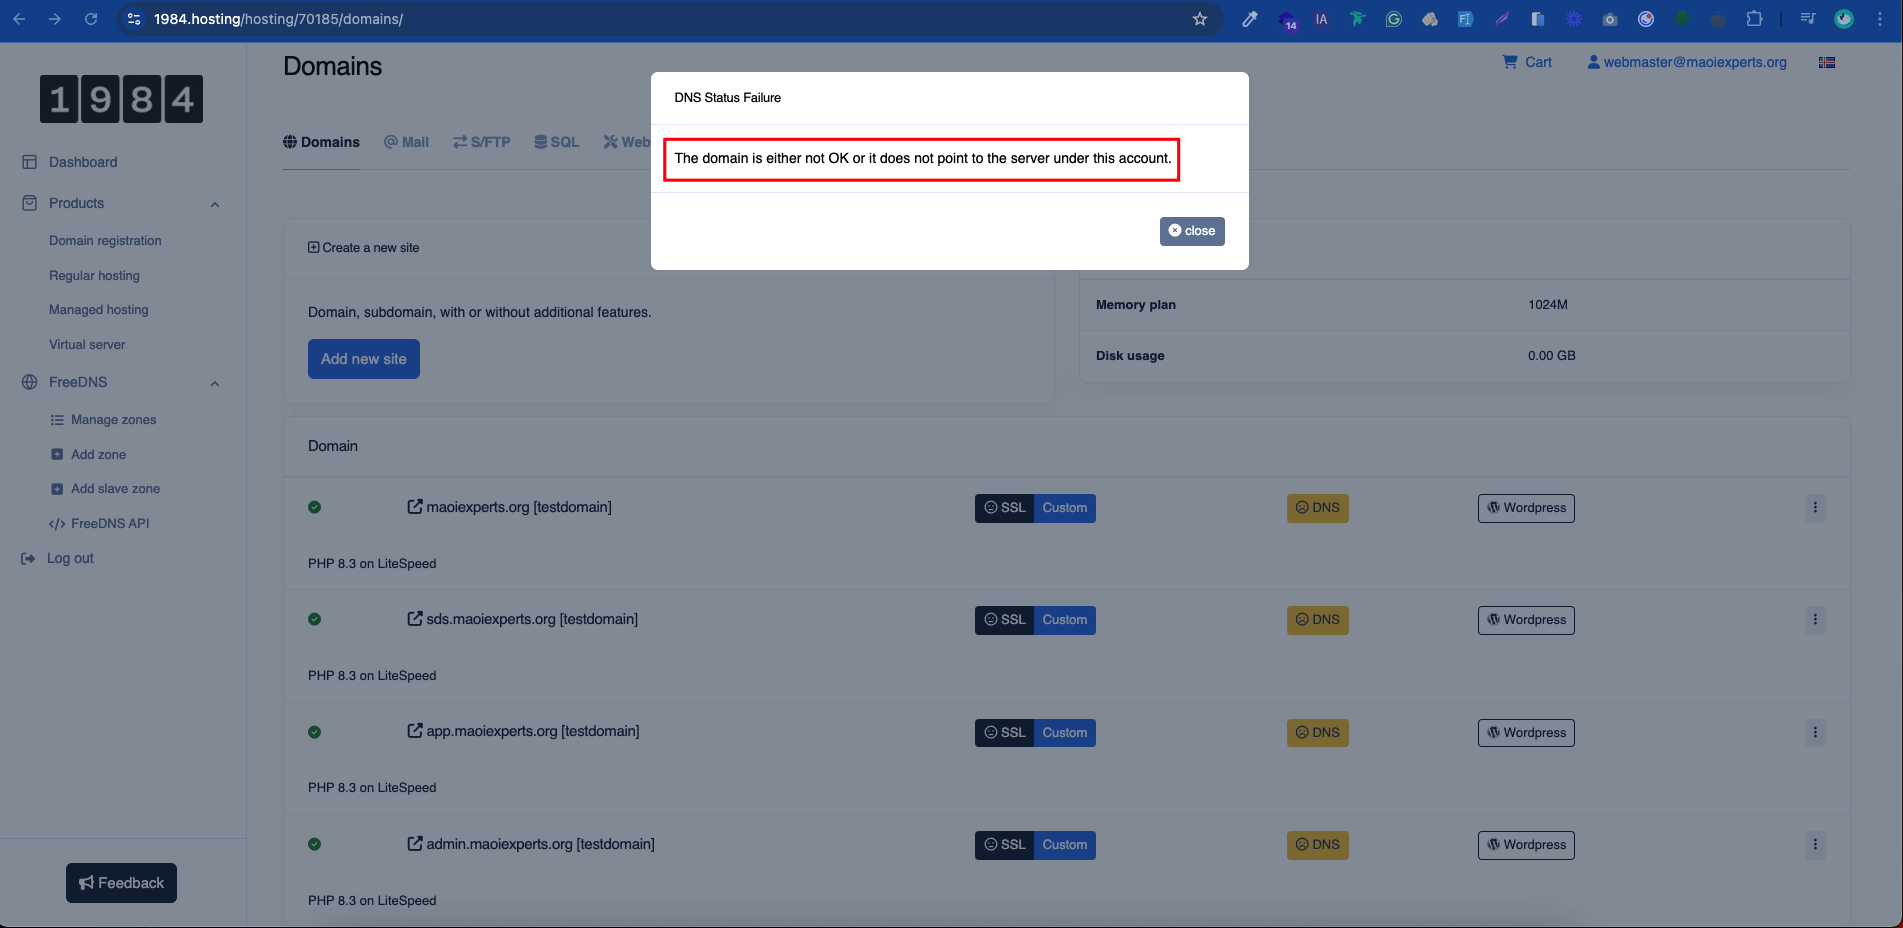 1984.hosting/hosting/70185/domains/
14
IA
FI
1984
Domains
Cart
webmaster@maoiexperts.org
Domains
Mail
S/FTP
SQL
Web
DNS Status Failure
The domain is either not OK or it does not point to the server under this account.
close
Dashboard
Products
Domain registration
Regular hosting
Managed hosting
Virtual server
FreeDNS
Manage zones
Add zone
Add slave zone
FreeDNS API
Log out
Feedback
Create a new site
Domain, subdomain, with or without additional features.
Add new site
Memory plan 1024M
Disk usage 0.00 GB
Domain
maoiexperts.org [testdomain] SSL Custom DNS Wordpress
PHP 8.3 on LiteSpeed
sds.maoiexperts.org [testdomain] SSL Custom DNS Wordpress
PHP 8.3 on LiteSpeed
app.maoiexperts.org [testdomain] SSL Custom DNS Wordpress
PHP 8.3 on LiteSpeed
admin.maoiexperts.org [testdomain] SSL Custom DNS Wordpress
PHP 8.3 on LiteSpeed